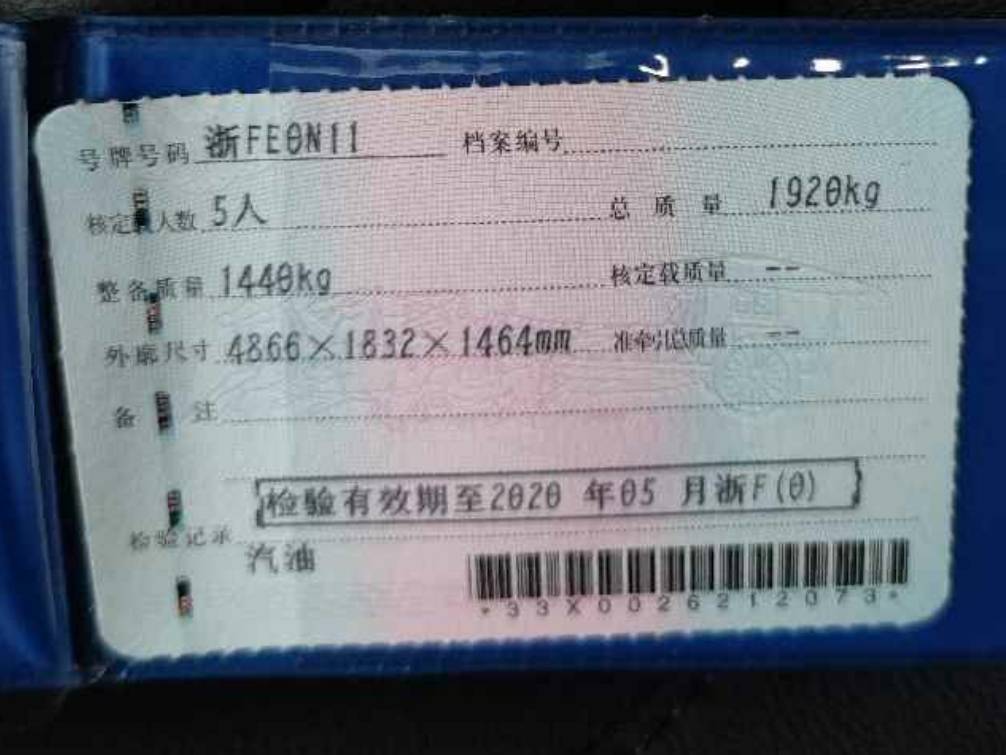 号牌号码 浙FE0N11 档案编号
核定载人数 5人 总质量 1920kg
整备质量 1440kg 核定载质量 --
外廓尺寸 4866×1832×1464mm 准牵引总质量 --
备注
检验有效期至2020年05月浙F(0)
检验记录
汽油
*33X0026212073*